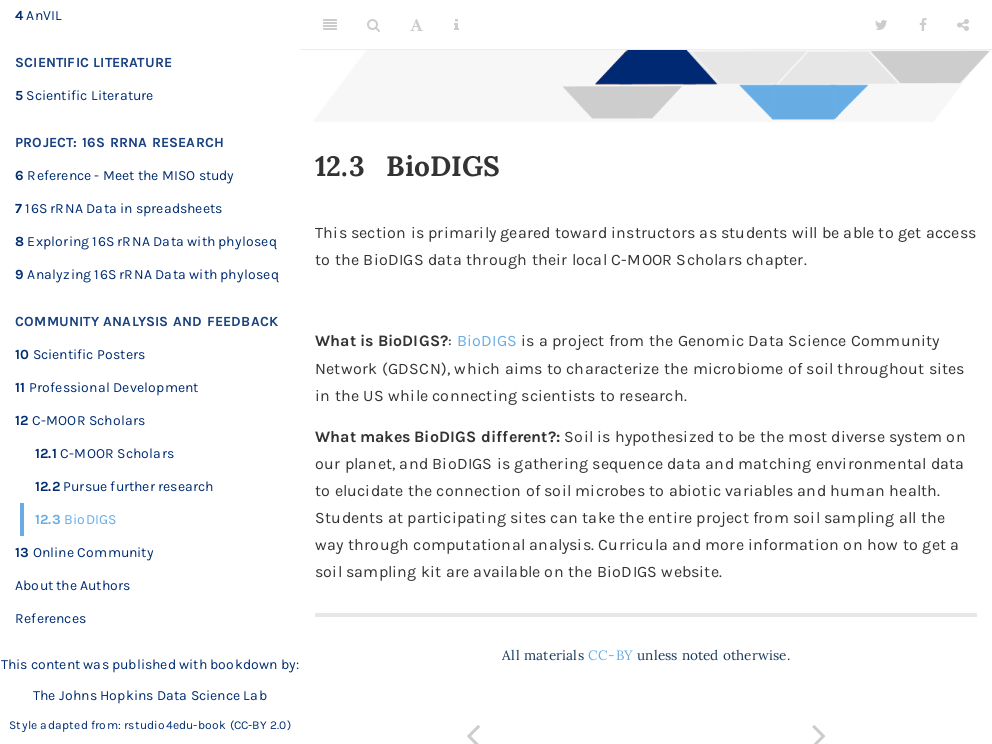 4 AnVIL
SCIENTIFIC LITERATURE
5 Scientific Literature
PROJECT: 16S RRNA RESEARCH
6 Reference - Meet the MISO study
7 16S rRNA Data in spreadsheets
8 Exploring 16S rRNA Data with phyloseq
9 Analyzing 16S rRNA Data with phyloseq
COMMUNITY ANALYSIS AND FEEDBACK
10 Scientific Posters
11 Professional Development
12 C-MOOR Scholars
12.1 C-MOOR Scholars
12.2 Pursue further research
12.3 BioDIGS
13 Online Community
About the Authors
References
This content was published with bookdown by:
The Johns Hopkins Data Science Lab
Style adapted from: rstudio4edu-book (CC-BY 2.0)
12.3 BioDIGS
This section is primarily geared toward instructors as students will be able to get access
to the BioDIGS data through their local C-MOOR Scholars chapter.
What is BioDIGS?: BioDIGS is a project from the Genomic Data Science Community
Network (GDSCN), which aims to characterize the microbiome of soil throughout sites
in the US while connecting scientists to research.
What makes BioDIGS different?: Soil is hypothesized to be the most diverse system on
our planet, and BioDIGS is gathering sequence data and matching environmental data
to elucidate the connection of soil microbes to abiotic variables and human health.
Students at participating sites can take the entire project from soil sampling all the
way through computational analysis. Curricula and more information on how to get a
soil sampling kit are available on the BioDIGS website.
All materials CC-BY unless noted otherwise.